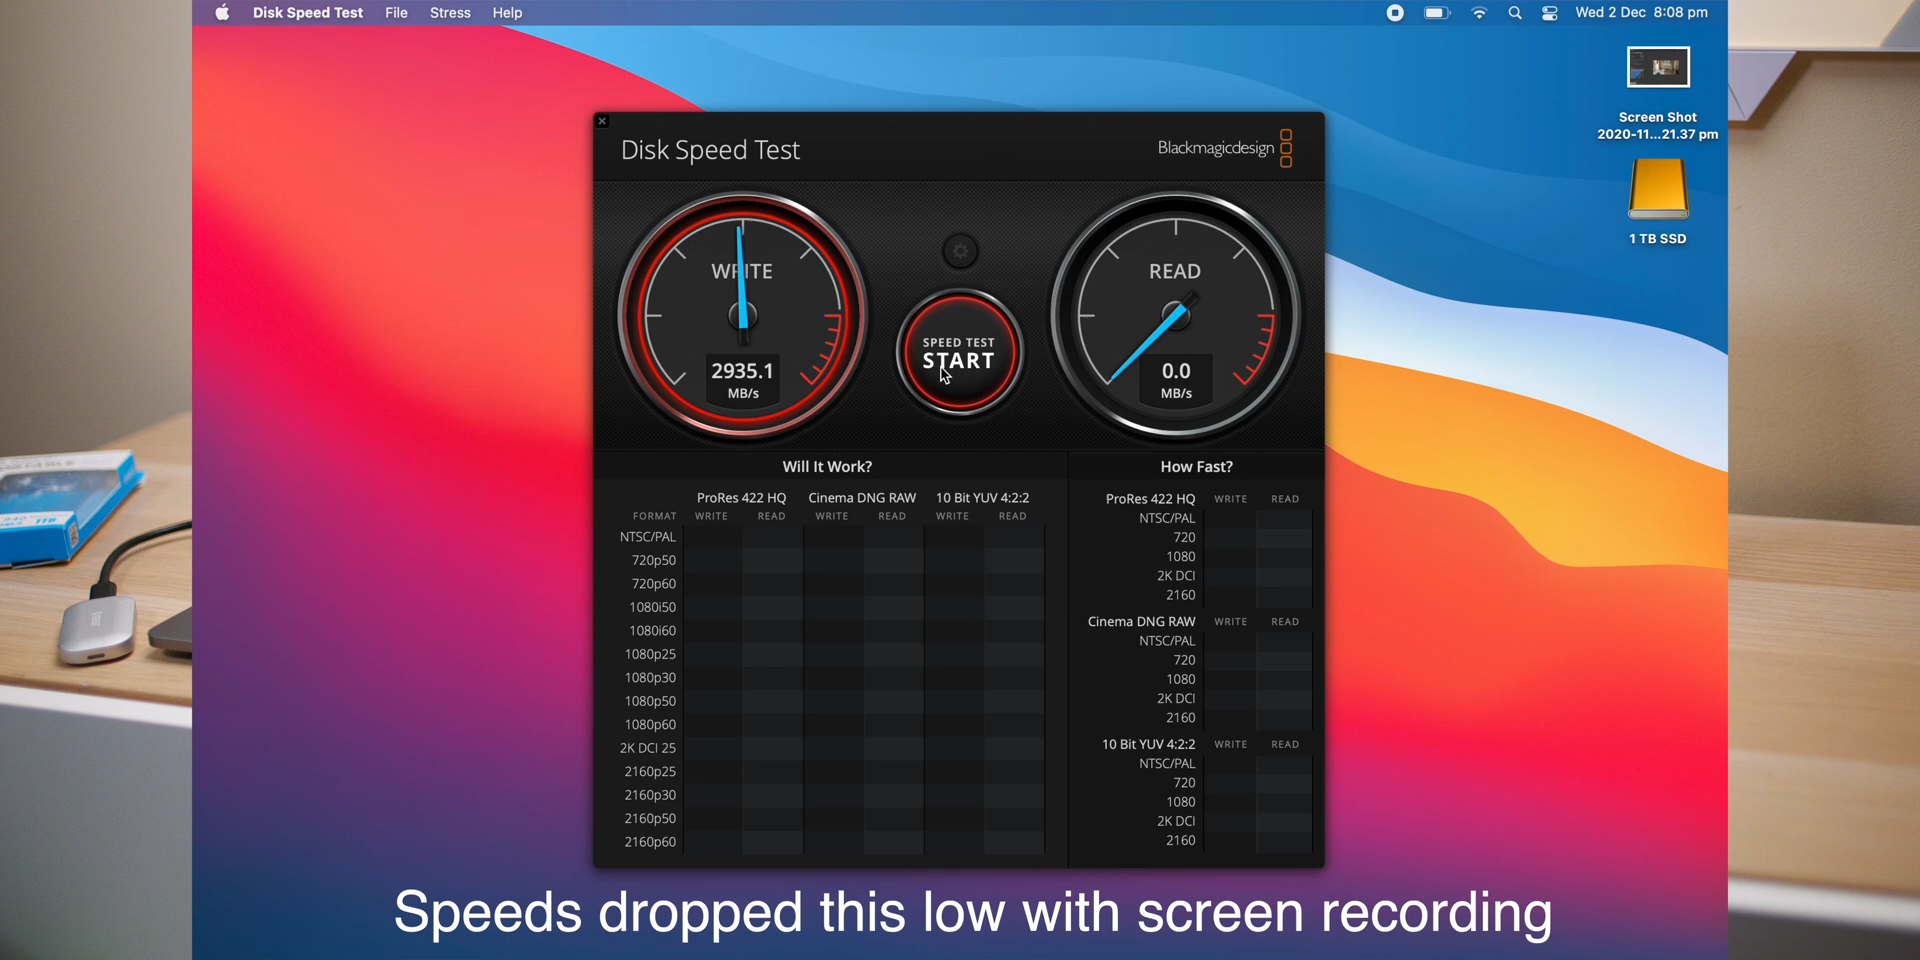 Disk Speed Test File Stress Help
Wed 2 Dec 8:08 pm
Screen Shot
2020-11...21.37 pm
1 TB SSD
Disk Speed Test
Blackmagicdesign
WRITE
2935.1
MB/s
SPEED TEST
START
READ
0.0
MB/s
Will It Work?
ProRes 422 HQ Cinema DNG RAW 10 Bit YUV 4:2:2
FORMAT WRITE READ WRITE READ WRITE READ
NTSC/PAL
720p50
720p60
1080i50
1080i60
1080p25
1080p30
1080p50
1080p60
2K DCI 25
2160p25
2160p30
2160p50
2160p60
How Fast?
ProRes 422 HQ WRITE READ
NTSC/PAL
720
1080
2K DCI
2160
Cinema DNG RAW WRITE READ
NTSC/PAL
720
1080
2K DCI
2160
10 Bit YUV 4:2:2 WRITE READ
NTSC/PAL
720
1080
2K DCI
2160
Speeds dropped this low with screen recording